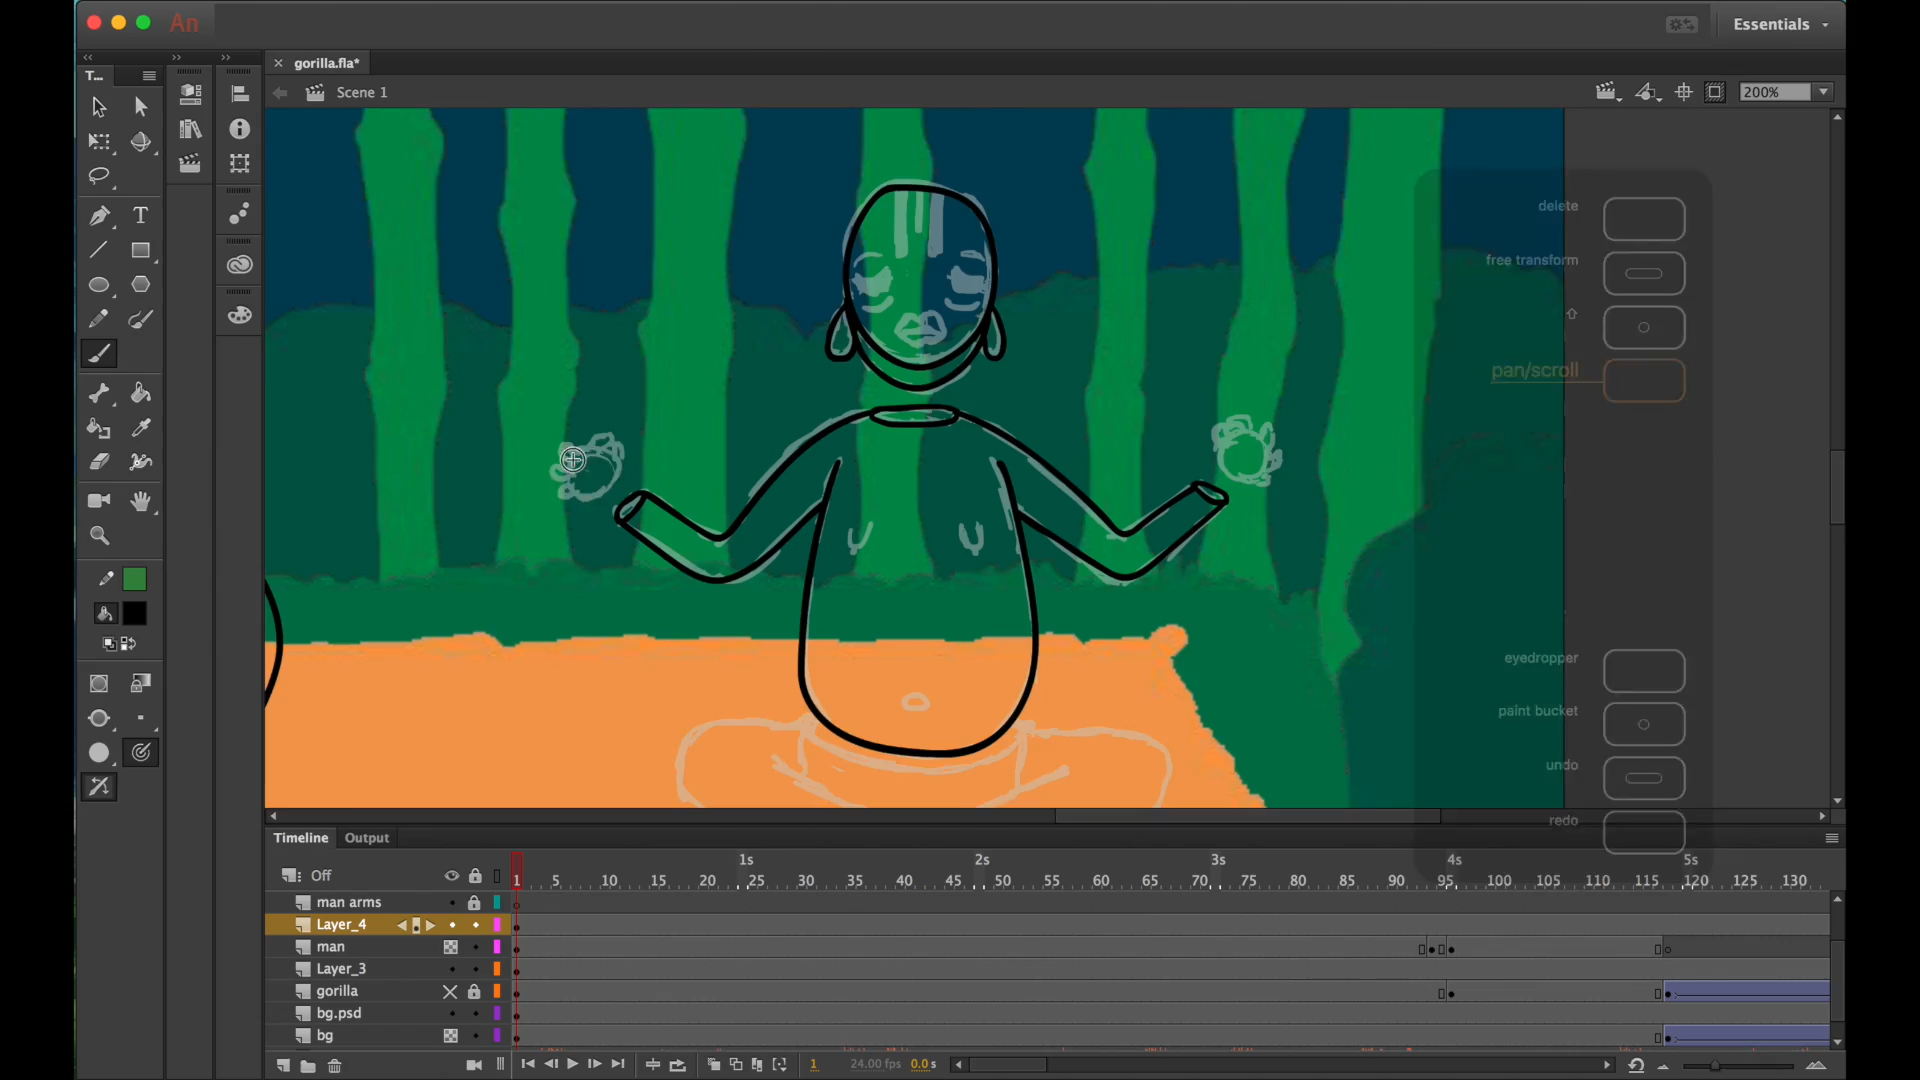 An
Essentials
T...
gorilla.fla*
Scene 1
200%
T
delete
free transform
pan/scroll
eyedropper
paint bucket
undo
redo
Timeline
Output
1s 2s 3s 4s 5s
Off
1 5 10 15 20 25 30 35 40 45 50 55 60 65 70 75 80 85 90 95 100 105 110 115 120 125 130
man arms
Layer_4
man
Layer_3
gorilla
bg.psd
bg
1 24.00 fps 0.0 s